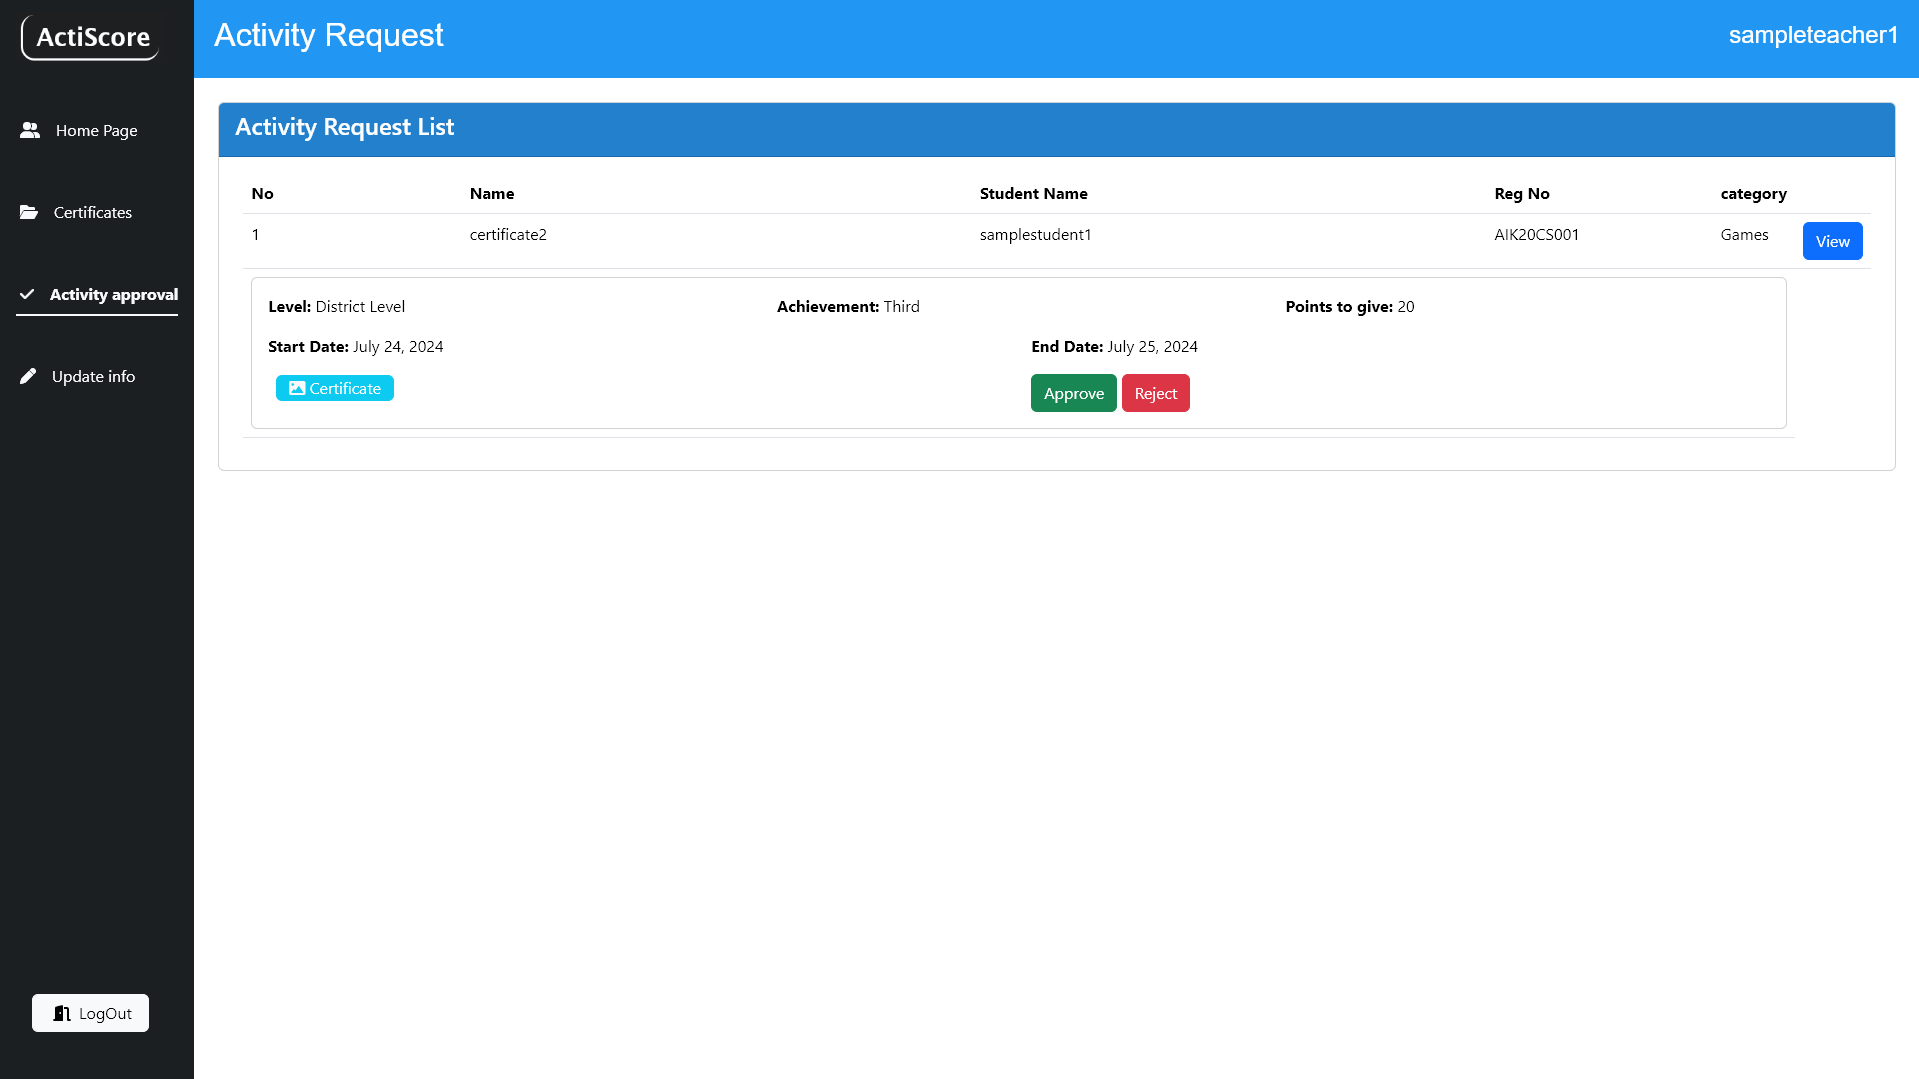 ActiScore
Activity Request
sampleteacher1
Home Page
Certificates
Activity approval
Update info
LogOut
Activity Request List
No Name Student Name Reg No category
1 certificate2 samplestudent1 AIK20CS001 Games View
Level: District Level Achievement: Third Points to give: 20
Start Date: July 24, 2024 End Date: July 25, 2024
Certificate Approve Reject